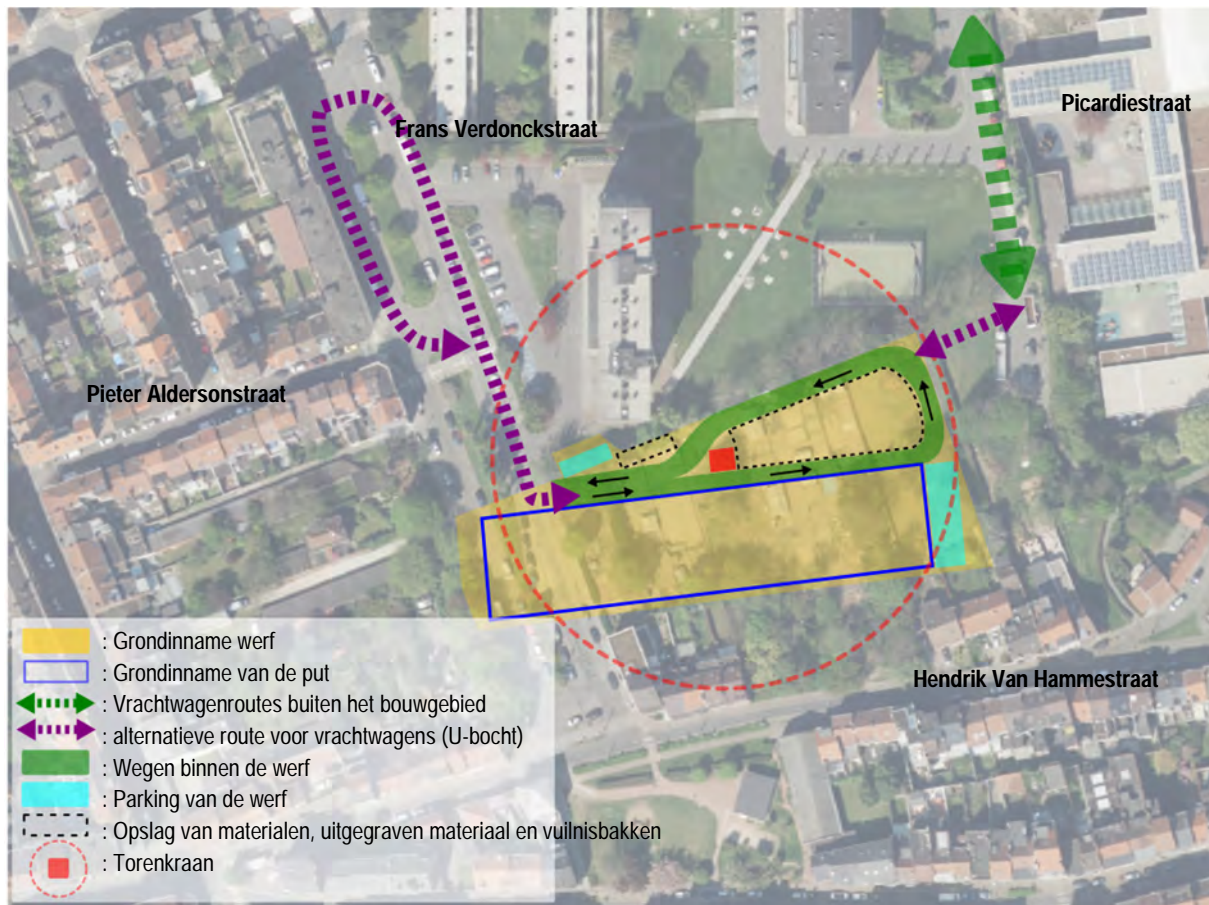 Picardiestraat
Frans Verdonckstraat
Pieter Aldersonstraat
Hendrik Van Hammestraat
: Grondinname werf
: Grondinname van de put
: Vrachtwagenroutes buiten het bouwgebied
: alternatieve route voor vrachtwagens (U-bocht)
: Wegen binnen de werf
: Parking van de werf
: Opslag van materialen, uitgegraven materiaal en vuilnisbakken
: Torenkraan